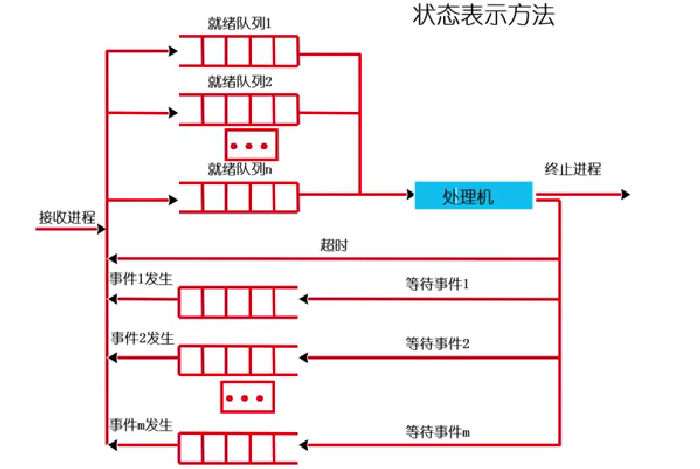 状态表示方法
就绪队列1
就绪队列2
就绪队列n
接收进程
处理机
终止进程
超时
事件1发生
等待事件1
事件2发生
等待事件2
事件m发生
等待事件m